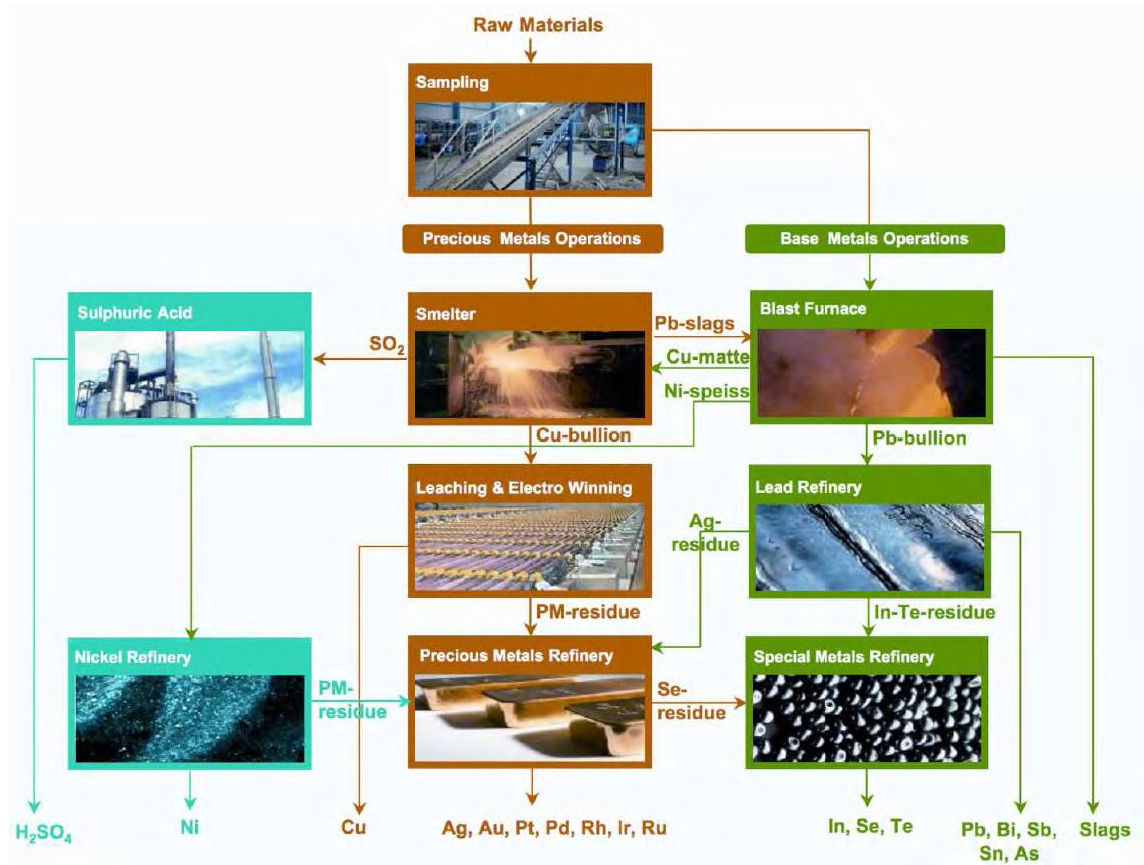 Raw Materials
Sampling
Precious Metals Operations
Base Metals Operations
Sulphuric Acid
Smelter
Blast Furnace
SO₂
Pb-slags
Cu-matte
Ni-speiss
Cu-bullion
Pb-bullion
Leaching & Electro Winning
Lead Refinery
Ag-
residue
PM-residue
In-Te-residue
Nickel Refinery
Precious Metals Refinery
Special Metals Refinery
PM-
residue
Se-
residue
H₂SO₄
Ni
Cu
Ag, Au, Pt, Pd, Rh, Ir, Ru
In, Se, Te
Pb, Bi, Sb,
Sn, As
Slags